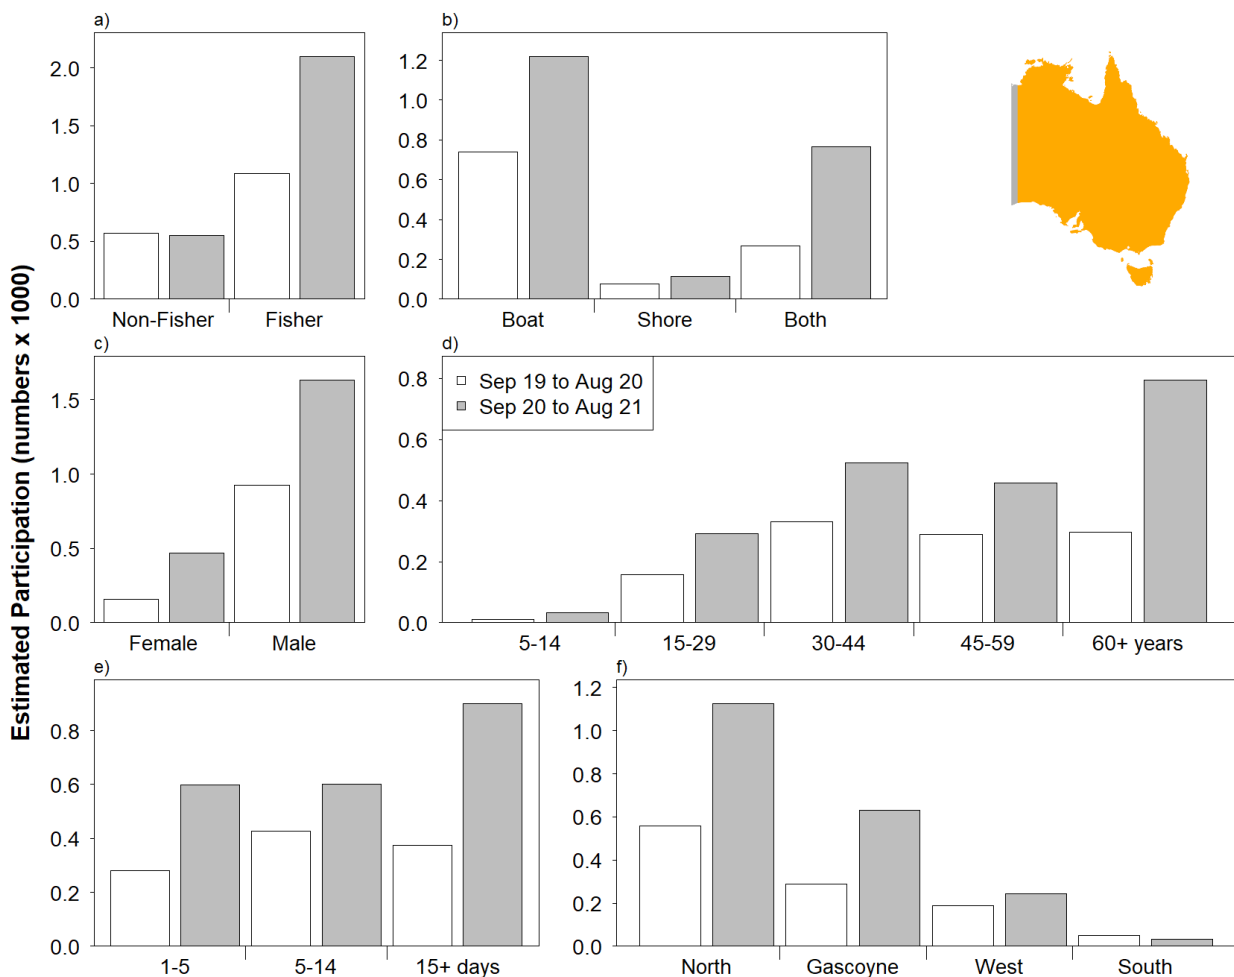 a)
b)
2.0
1.5
1.0
0.5
0.0
Non-Fisher Fisher
1.2
1.0
0.8
0.6
0.4
0.2
0.0
Boat Shore Both
Estimated Participation (numbers x 1000)
c)
d)
1.5
1.0
0.5
0.0
Female Male
Sep 19 to Aug 20
Sep 20 to Aug 21
0.8
0.6
0.4
0.2
0.0
5-14 15-29 30-44 45-59 60+ years
e)
f)
0.8
0.6
0.4
0.2
0.0
1-5 5-14 15+ days
1.2
1.0
0.8
0.6
0.4
0.2
0.0
North Gascoyne West South